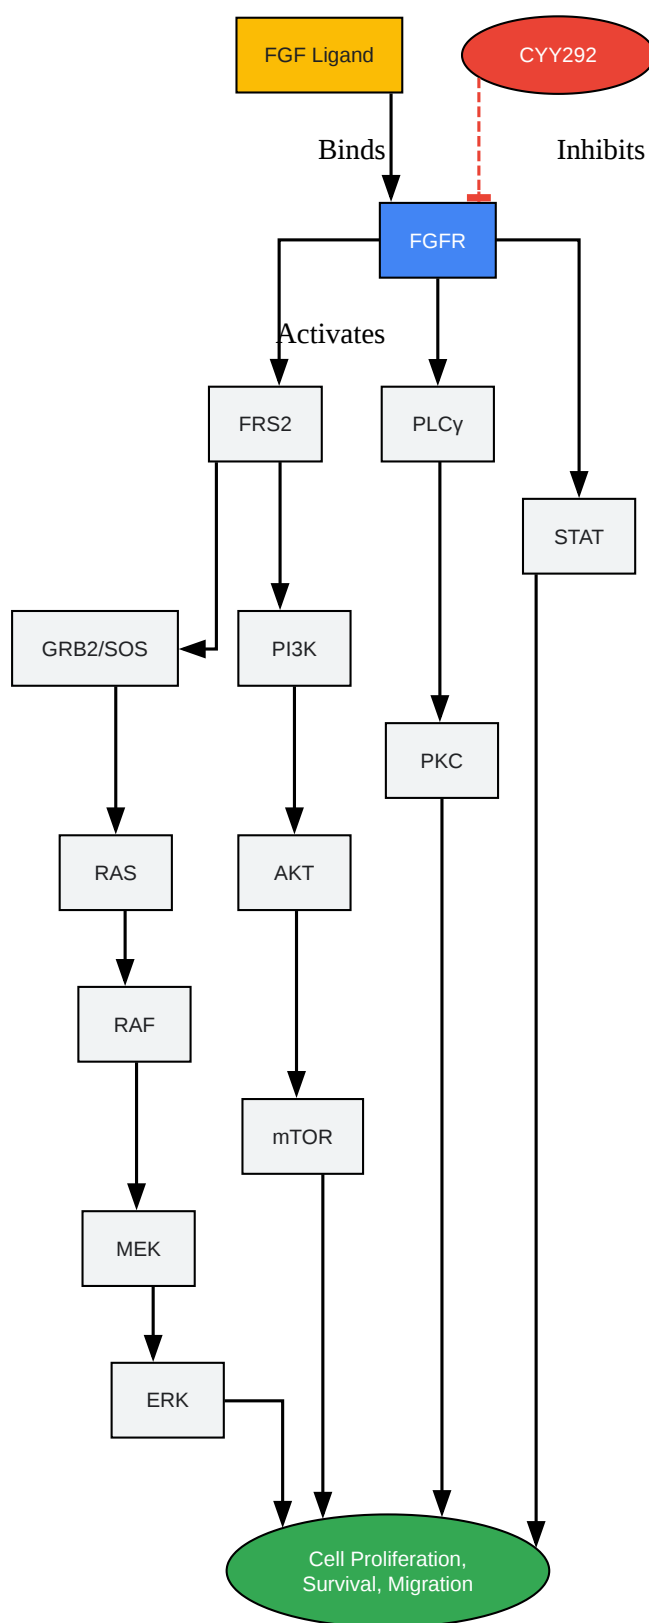 FGF Ligand
CYY292
Binds
Inhibits
FGFR
Activates
FRS2
PLCγ
STAT
GRB2/SOS
PI3K
PKC
RAS
AKT
RAF
mTOR
MEK
ERK
Cell Proliferation,
Survival, Migration